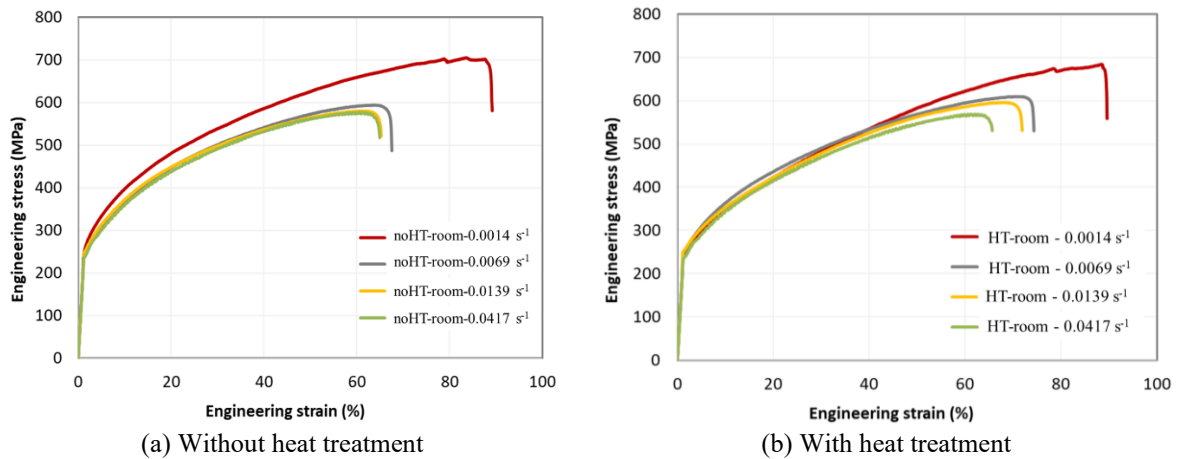 800
700
600
500
400
300
200
100
0
Engineering stress (MPa)
noHT-room-0.0014 s⁻¹
noHT-room-0.0069 s⁻¹
noHT-room-0.0139 s⁻¹
noHT-room-0.0417 s⁻¹
0 20 40 60 80 100
Engineering strain (%)
(a) Without heat treatment
800
700
600
500
400
300
200
100
0
Engineering stress (MPa)
HT-room - 0.0014 s⁻¹
HT-room - 0.0069 s⁻¹
HT-room - 0.0139 s⁻¹
HT-room - 0.0417 s⁻¹
0 20 40 60 80 100
Engineering strain (%)
(b) With heat treatment